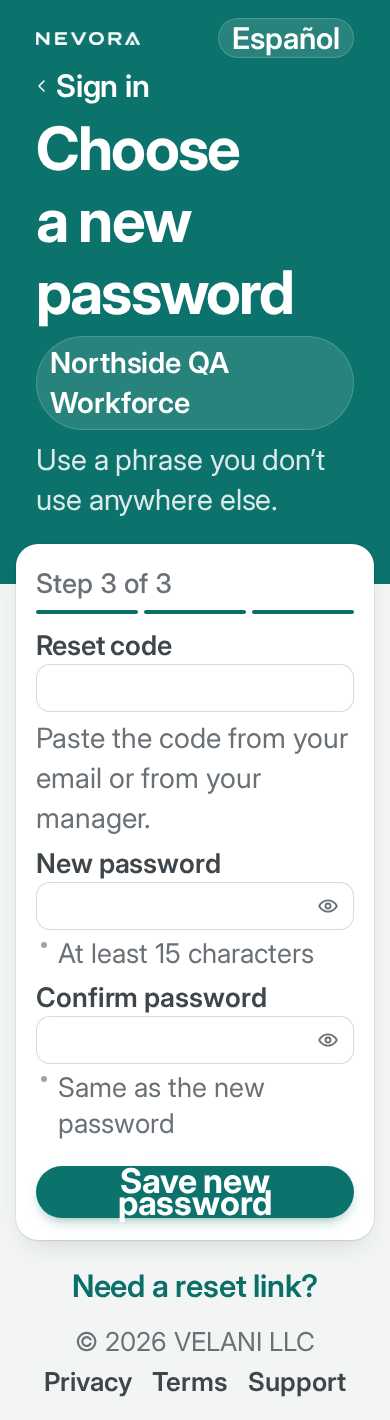 NEVORA
Español
Sign in
Choose
a new
password
Northside QA
Workforce
Use a phrase you don’t
use anywhere else.
Step 3 of 3
Reset code
Paste the code from your
email or from your
manager.
New password
At least 15 characters
Confirm password
Same as the new
password
Save new
password
Need a reset link?
© 2026 VELANI LLC
Privacy Terms Support